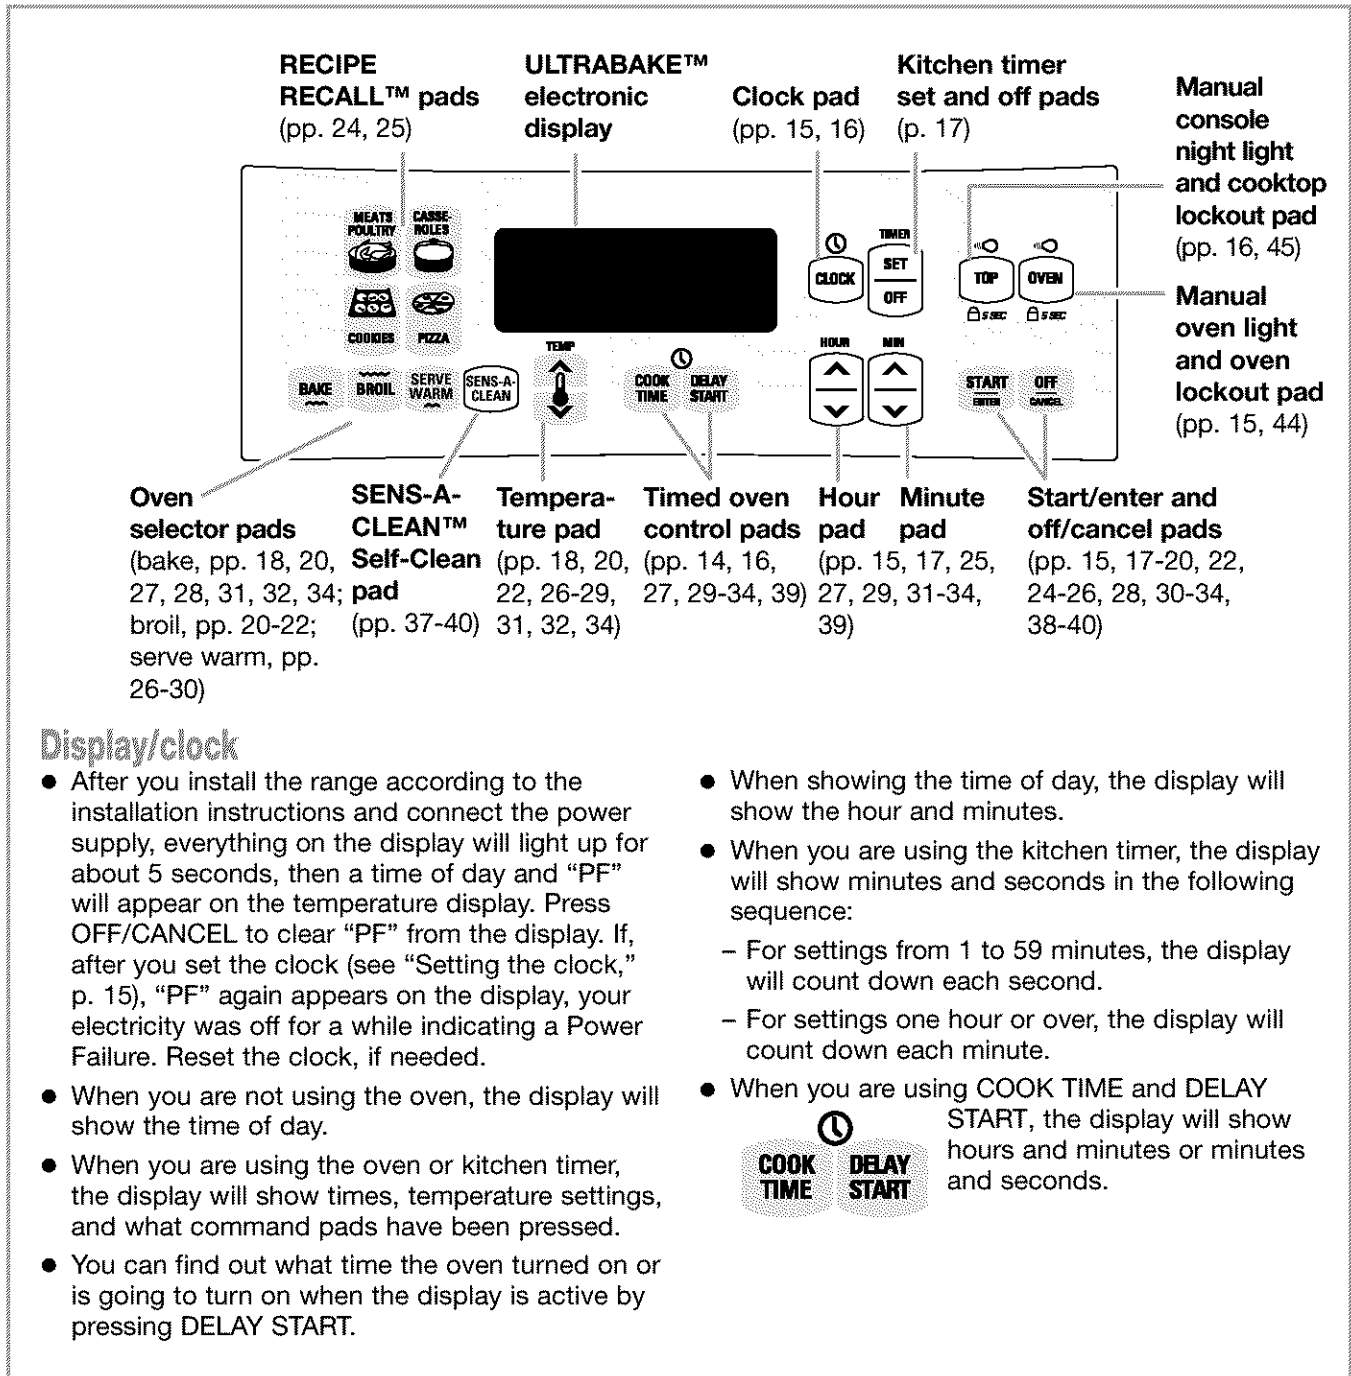 RECIPE
RECALL™ pads
(pp. 24, 25)
ULTRABAKE™
electronic
display
Clock pad
(pp. 15, 16)
Kitchen timer
set and off pads
(p. 17)
Manual
console
night light
and cooktop
lockout pad
(pp. 16, 45)
Manual
oven light
and oven
lockout pad
(pp. 15, 44)
MEATS
POULTRY
CASSE-
ROLES
COOKIES
PIZZA
BAKE
BROIL
SERVE
WARM
SENS-A-
CLEAN
TEMP
COOK
TIME
DELAY
START
CLOCK
TIMER
SET
OFF
HOUR
MIN
TOP
OVEN
5 SEC
5 SEC
START
ENTER
OFF
CANCEL
Oven
selector pads
(bake, pp. 18, 20,
27, 28, 31, 32, 34;
broil, pp. 20-22;
serve warm, pp.
26-30)
SENS-A-
CLEAN™
Self-Clean
pad
(pp. 37-40)
Tempera-
ture pad
(pp. 18, 20,
22, 26-29,
31, 32, 34)
Timed oven
control pads
(pp. 14, 16,
27, 29-34, 39)
Hour
pad
Minute
pad
(pp. 15, 17, 25,
27, 29, 31-34,
39)
Start/enter and
off/cancel pads
(pp. 15, 17-20, 22,
24-26, 28, 30-34,
38-40)
Display/clock
● After you install the range according to the
installation instructions and connect the power
supply, everything on the display will light up for
about 5 seconds, then a time of day and “PF”
will appear on the temperature display. Press
OFF/CANCEL to clear “PF” from the display. If,
after you set the clock (see “Setting the clock,”
p. 15), “PF” again appears on the display, your
electricity was off for a while indicating a Power
Failure. Reset the clock, if needed.
● When you are not using the oven, the display will
show the time of day.
● When you are using the oven or kitchen timer,
the display will show times, temperature settings,
and what command pads have been pressed.
● You can find out what time the oven turned on or
is going to turn on when the display is active by
pressing DELAY START.
● When showing the time of day, the display will
show the hour and minutes.
● When you are using the kitchen timer, the display
will show minutes and seconds in the following
sequence:
– For settings from 1 to 59 minutes, the display
will count down each second.
– For settings one hour or over, the display will
count down each minute.
● When you are using COOK TIME and DELAY
START, the display will show
hours and minutes or minutes
and seconds.
COOK
TIME
DELAY
START